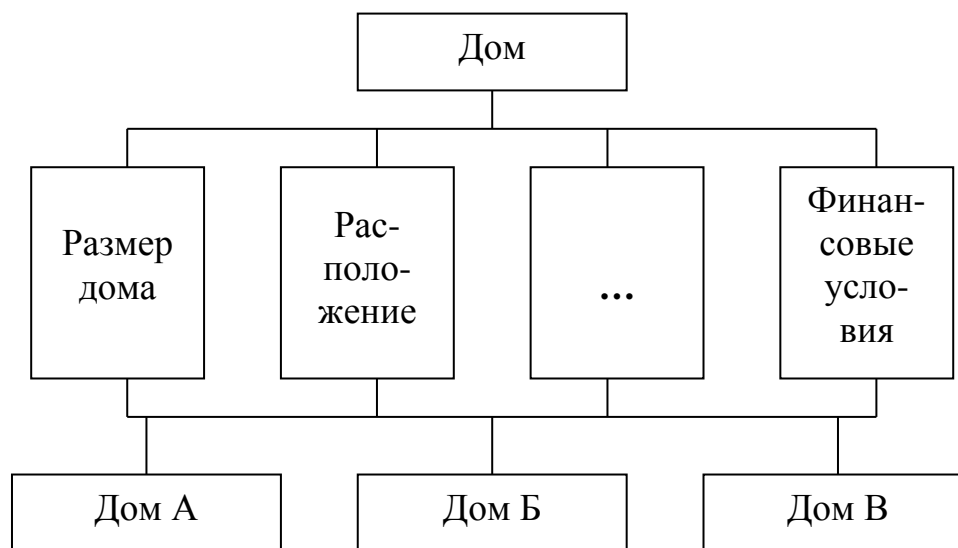 Дом
Размер
дома
Рас-
поло-
жение
...
Финан-
совые
усло-
вия
Дом А
Дом Б
Дом В